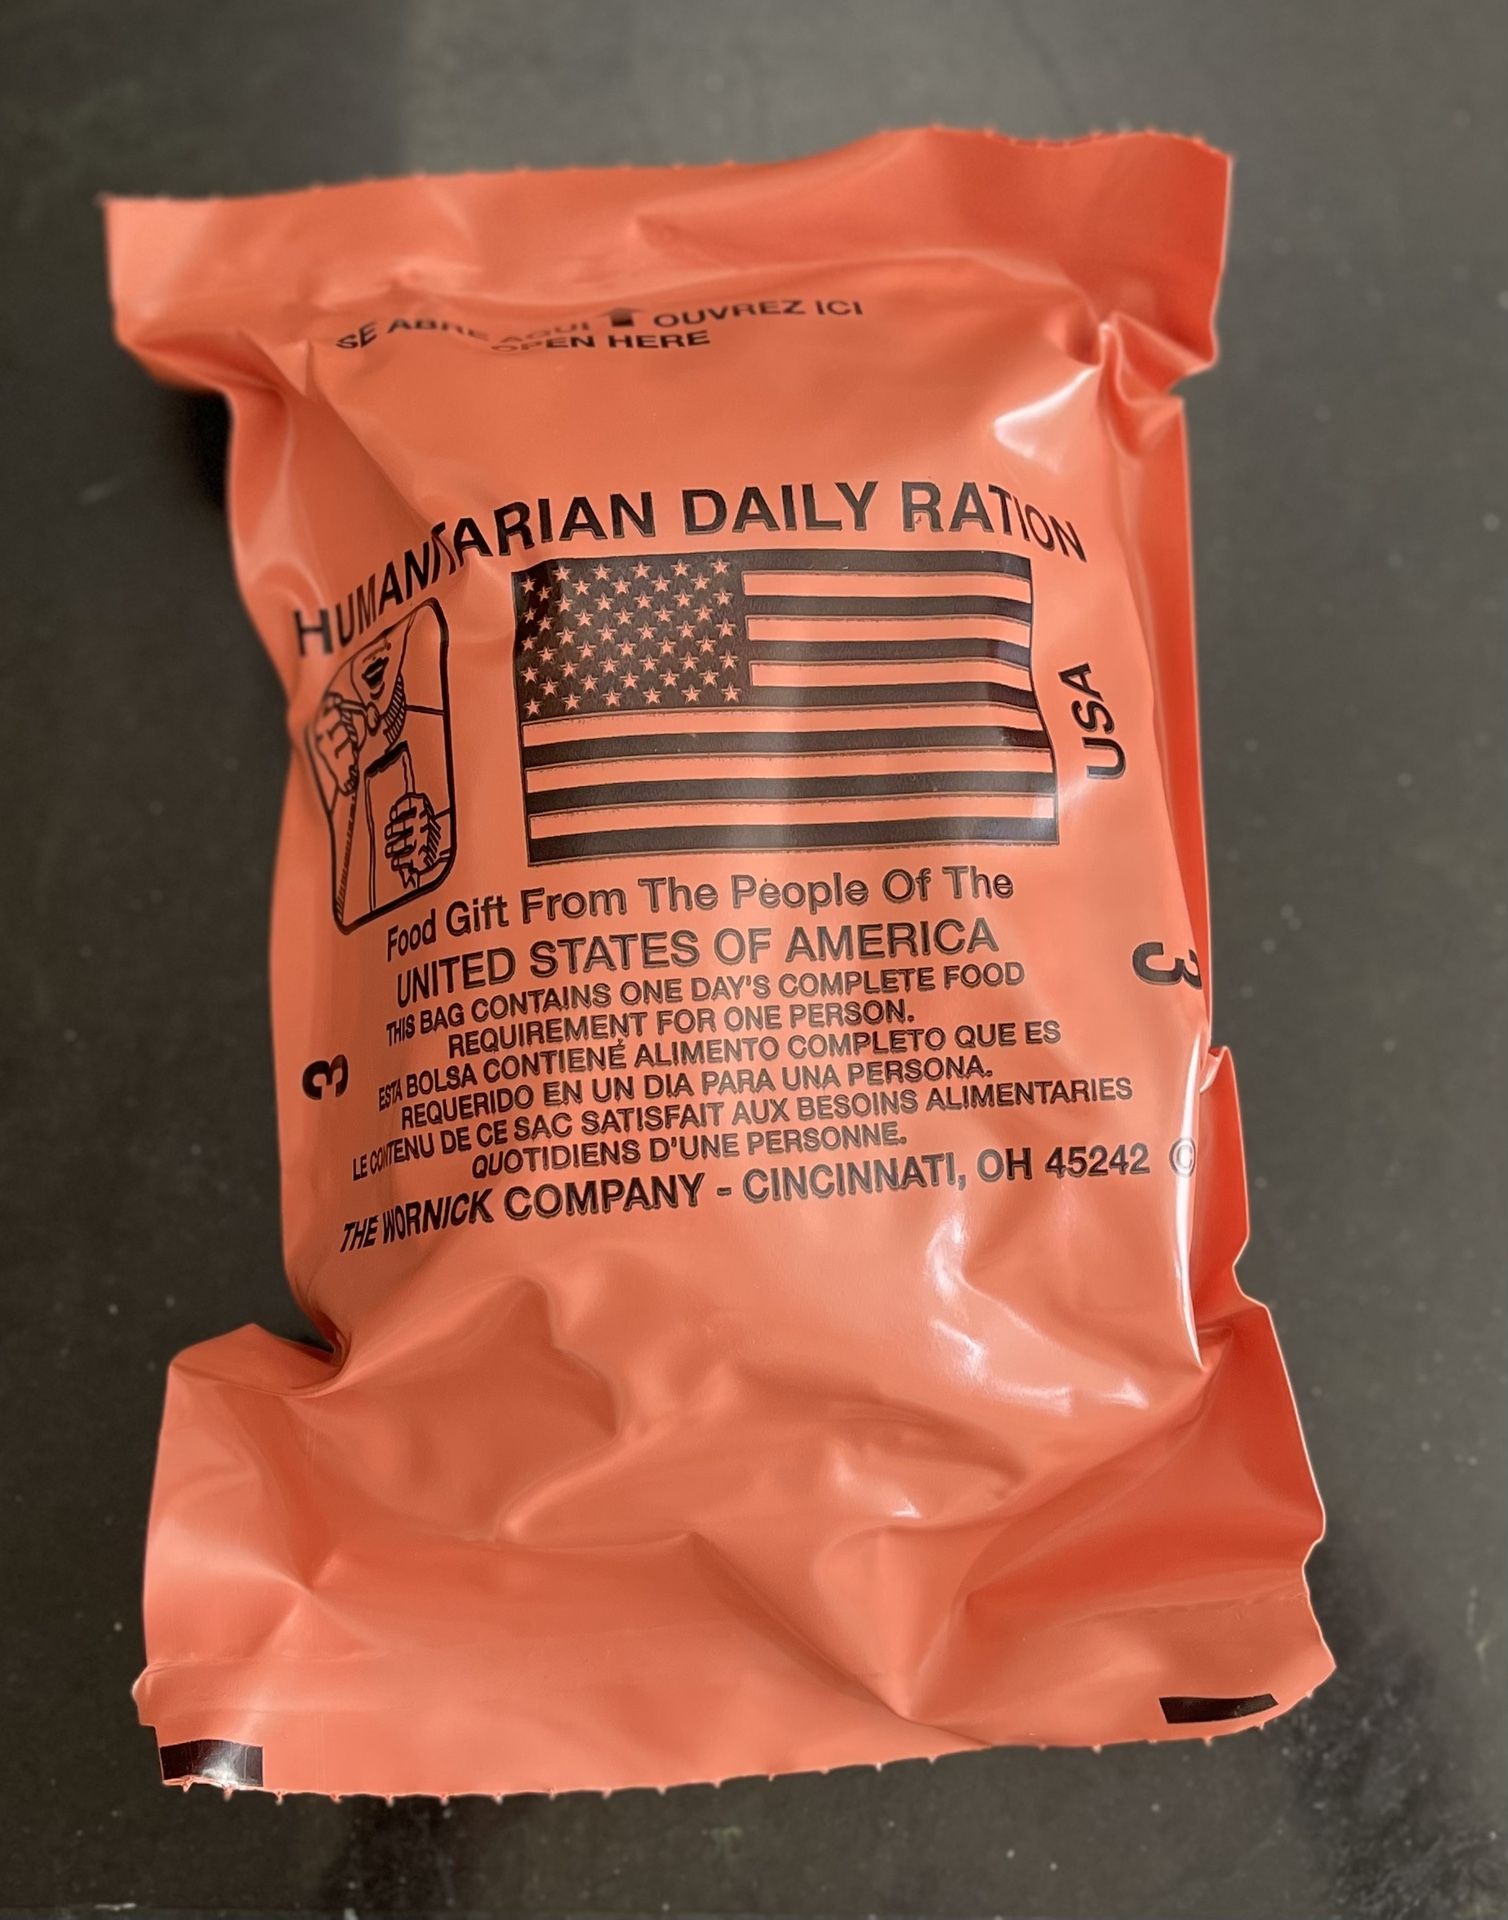 SE ABRE AQUI OUVREZ ICI
OPEN HERE
HUMANITARIAN DAILY RATION
USA
Food Gift From The People Of The
UNITED STATES OF AMERICA
THIS BAG CONTAINS ONE DAY'S COMPLETE FOOD
REQUIREMENT FOR ONE PERSON.
ESTA BOLSA CONTIENE ALIMENTO COMPLETO QUE ES
REQUERIDO EN UN DIA PARA UNA PERSONA.
LE CONTENU DE CE SAC SATISFAIT AUX BESOINS ALIMENTARIES
QUOTIDIENS D'UNE PERSONNE.
THE WORNICK COMPANY - CINCINNATI, OH 45242 ©
3
3